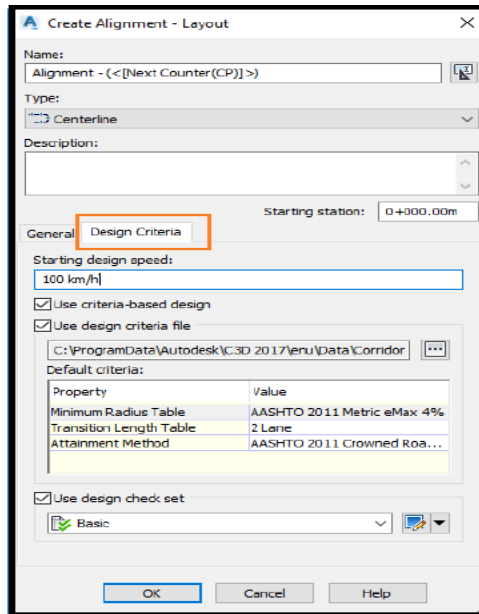 Create Alignment - Layout
Name:
Alignment - (<[Next Counter(CP)]>)
Type:
Centerline
Description:
Starting station: 0+000.00m
General Design Criteria
Starting design speed:
100 km/h
Use criteria-based design
Use design criteria file
C:\ProgramData\Autodesk\C3D 2017\enu\Data\Corridor
Default criteria:
Property Value
Minimum Radius Table AASHTO 2011 Metric eMax 4%
Transition Length Table 2 Lane
Attainment Method AASHTO 2011 Crowned Roa...
Use design check set
Basic
OK Cancel Help